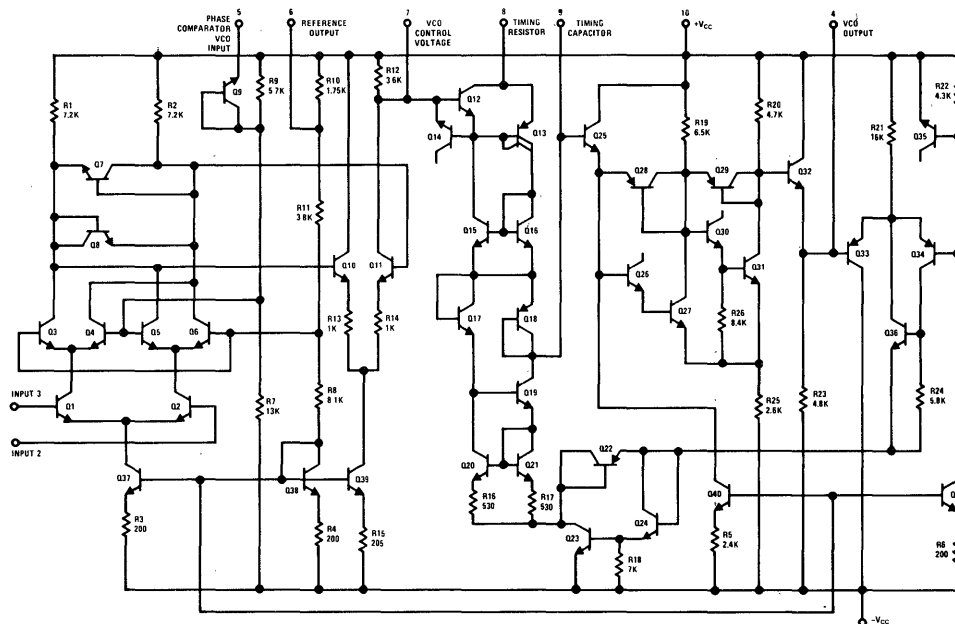 PHASE
COMPARATOR
VCO
INPUT
5
6
REFERENCE
OUTPUT
7
VCO
CONTROL
VOLTAGE
8
TIMING
RESISTOR
9
TIMING
CAPACITOR
10
+VCC
4
VCO
OUTPUT
R1
7.2K
R2
7.2K
Q9
R9
5.7K
R10
1.75K
R12
3.6K
Q12
Q14
Q13
Q25
R19
6.5K
R20
4.7K
R21
16K
R22
4.3K
Q35
Q7
Q8
R11
3.8K
Q28
Q29
Q32
Q15
Q16
Q30
Q33
Q34
Q10
Q11
Q26
Q31
Q3
Q4
Q5
Q6
R13
1K
R14
1K
Q17
Q18
Q27
R26
8.4K
Q36
INPUT 3
Q1
Q2
R7
13K
R8
8.1K
Q19
R25
2.6K
R23
4.8K
R24
5.8K
INPUT 2
Q37
Q38
Q39
Q20
Q21
Q22
R16
530
R17
530
Q40
R3
200
R4
200
R15
205
Q23
Q24
R18
7K
R5
2.4K
R6
200
-VCC